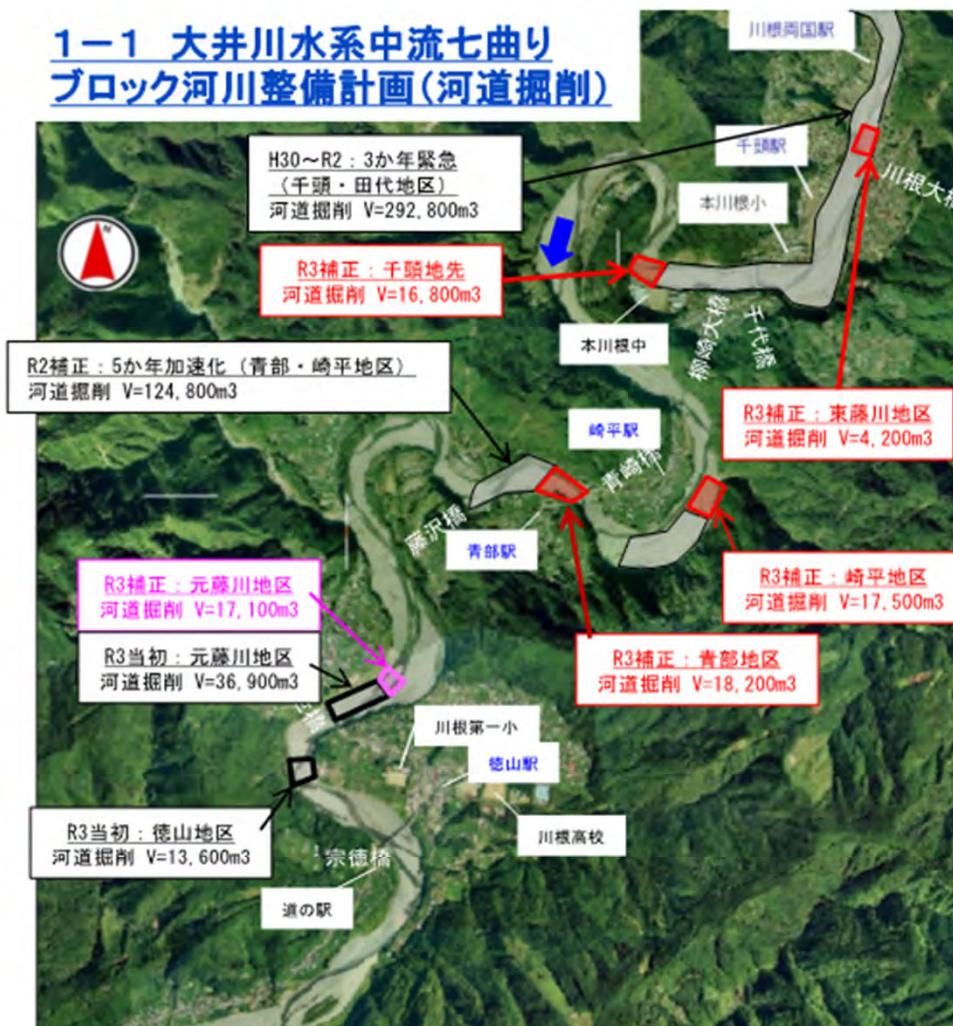 1-1 大井川水系中流七曲り
ブロック河川整備計画(河道掘削)
川根両国駅
H30~R2:3か年緊急
(千頭・田代地区)
河道掘削 V=292,800m3
千頭駅
川根大橋
本川根小
N
R3補正:千頭地先
河道掘削 V=16,800m3
本川根中
柳崎大橋
千代橋
R2補正:5か年加速化(青部・崎平地区)
河道掘削 V=124,800m3
R3補正:東藤川地区
河道掘削 V=4,200m3
崎平駅
青崎橋
藤沢橋
青部駅
R3補正:元藤川地区
河道掘削 V=17,100m3
R3補正:崎平地区
河道掘削 V=17,500m3
R3当初:元藤川地区
河道掘削 V=36,900m3
R3補正:青部地区
河道掘削 V=18,200m3
川根第一小
徳山駅
R3当初:徳山地区
河道掘削 V=13,600m3
川根高校
宗徳橋
道の駅